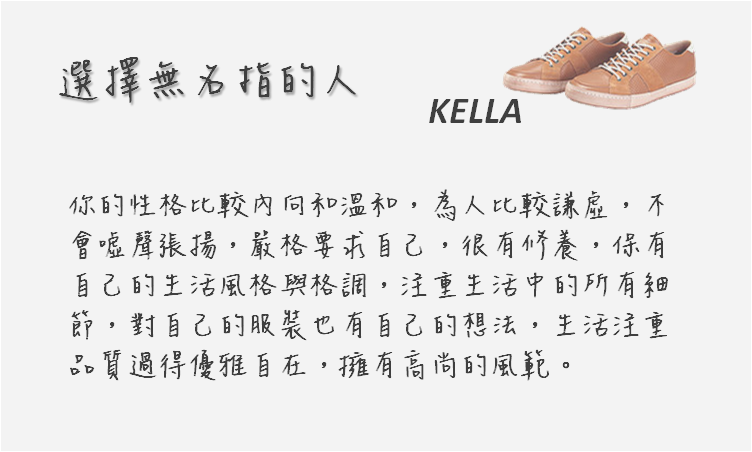 選擇無名指的人
KELLA
你的性格比較內向和溫和，為人比較謙虛，不
會噓聲張揚，嚴格要求自己，很有修養，保有
自己的生活風格與格調，注重生活中的所有細
節，對自己的服裝也有自己的想法，生活注重
品質過得優雅自在，擁有高尚的風範。